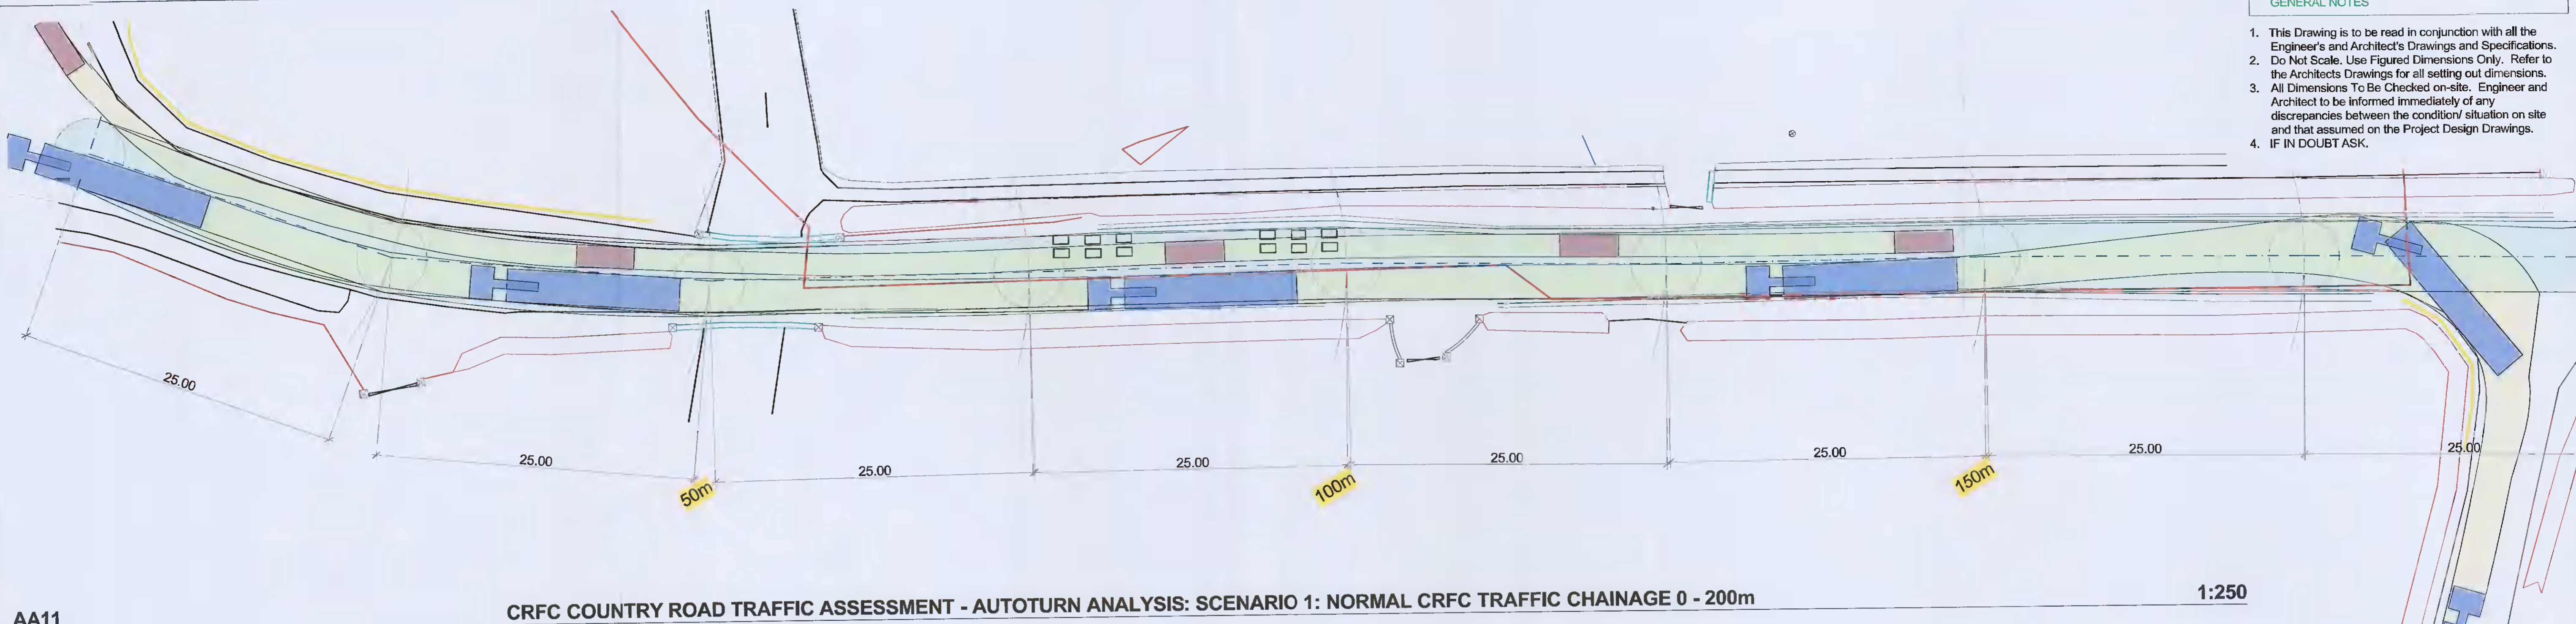 GENERAL NOTES
1. This Drawing is to be read in conjunction with all the
Engineer's and Architect's Drawings and Specifications.
2. Do Not Scale. Use Figured Dimensions Only. Refer to
the Architects Drawings for all setting out dimensions.
3. All Dimensions To Be Checked on-site. Engineer and
Architect to be informed immediately of any
discrepancies between the condition/ situation on site
and that assumed on the Project Design Drawings.
4. IF IN DOUBT ASK.
25.00
25.00
25.00
25.00
25.00
25.00
25.00
25.00
50m
100m
150m
CRFC COUNTRY ROAD TRAFFIC ASSESSMENT - AUTOTURN ANALYSIS: SCENARIO 1: NORMAL CRFC TRAFFIC CHAINAGE 0 - 200m
1:250
AA11